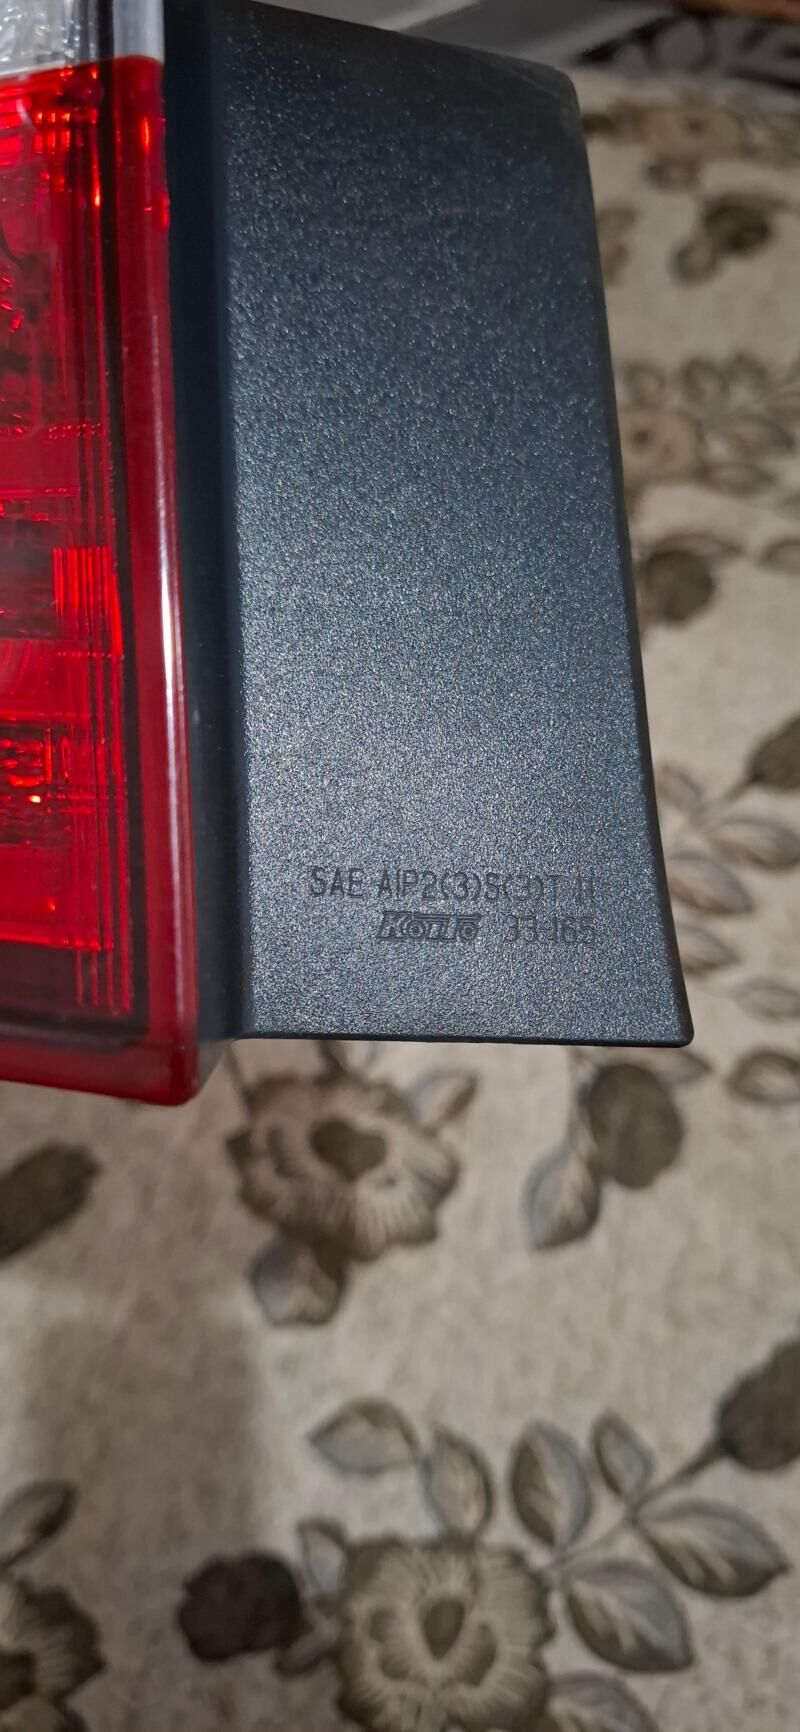 SAE AIP2(3)S(3)T II
KOITO 33-165